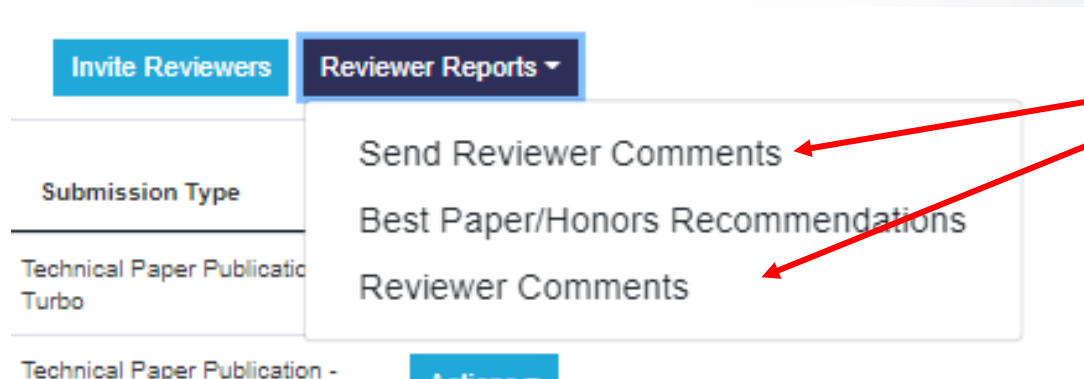 Invite Reviewers
Reviewer Reports
Send Reviewer Comments
Submission Type
Best Paper/Honors Recommendations
Technical Paper
Turbo
Reviewer Comments
Technical Paper Publication -